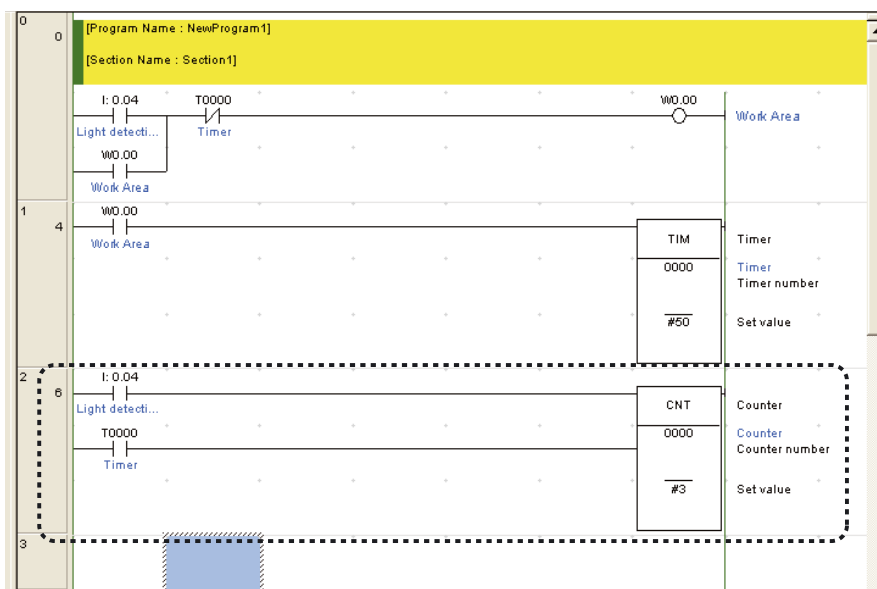 0
0
[Program Name : NewProgram1]
[Section Name : Section1]
I: 0.04 T0000 W0.00
Light detecti... Timer Work Area
W0.00
Work Area
1
4
W0.00
Work Area
TIM Timer
0000 Timer
Timer number
#50 Set value
2
6
I: 0.04
Light detecti...
CNT Counter
T0000
Timer
0000 Counter
Counter number
#3 Set value
3